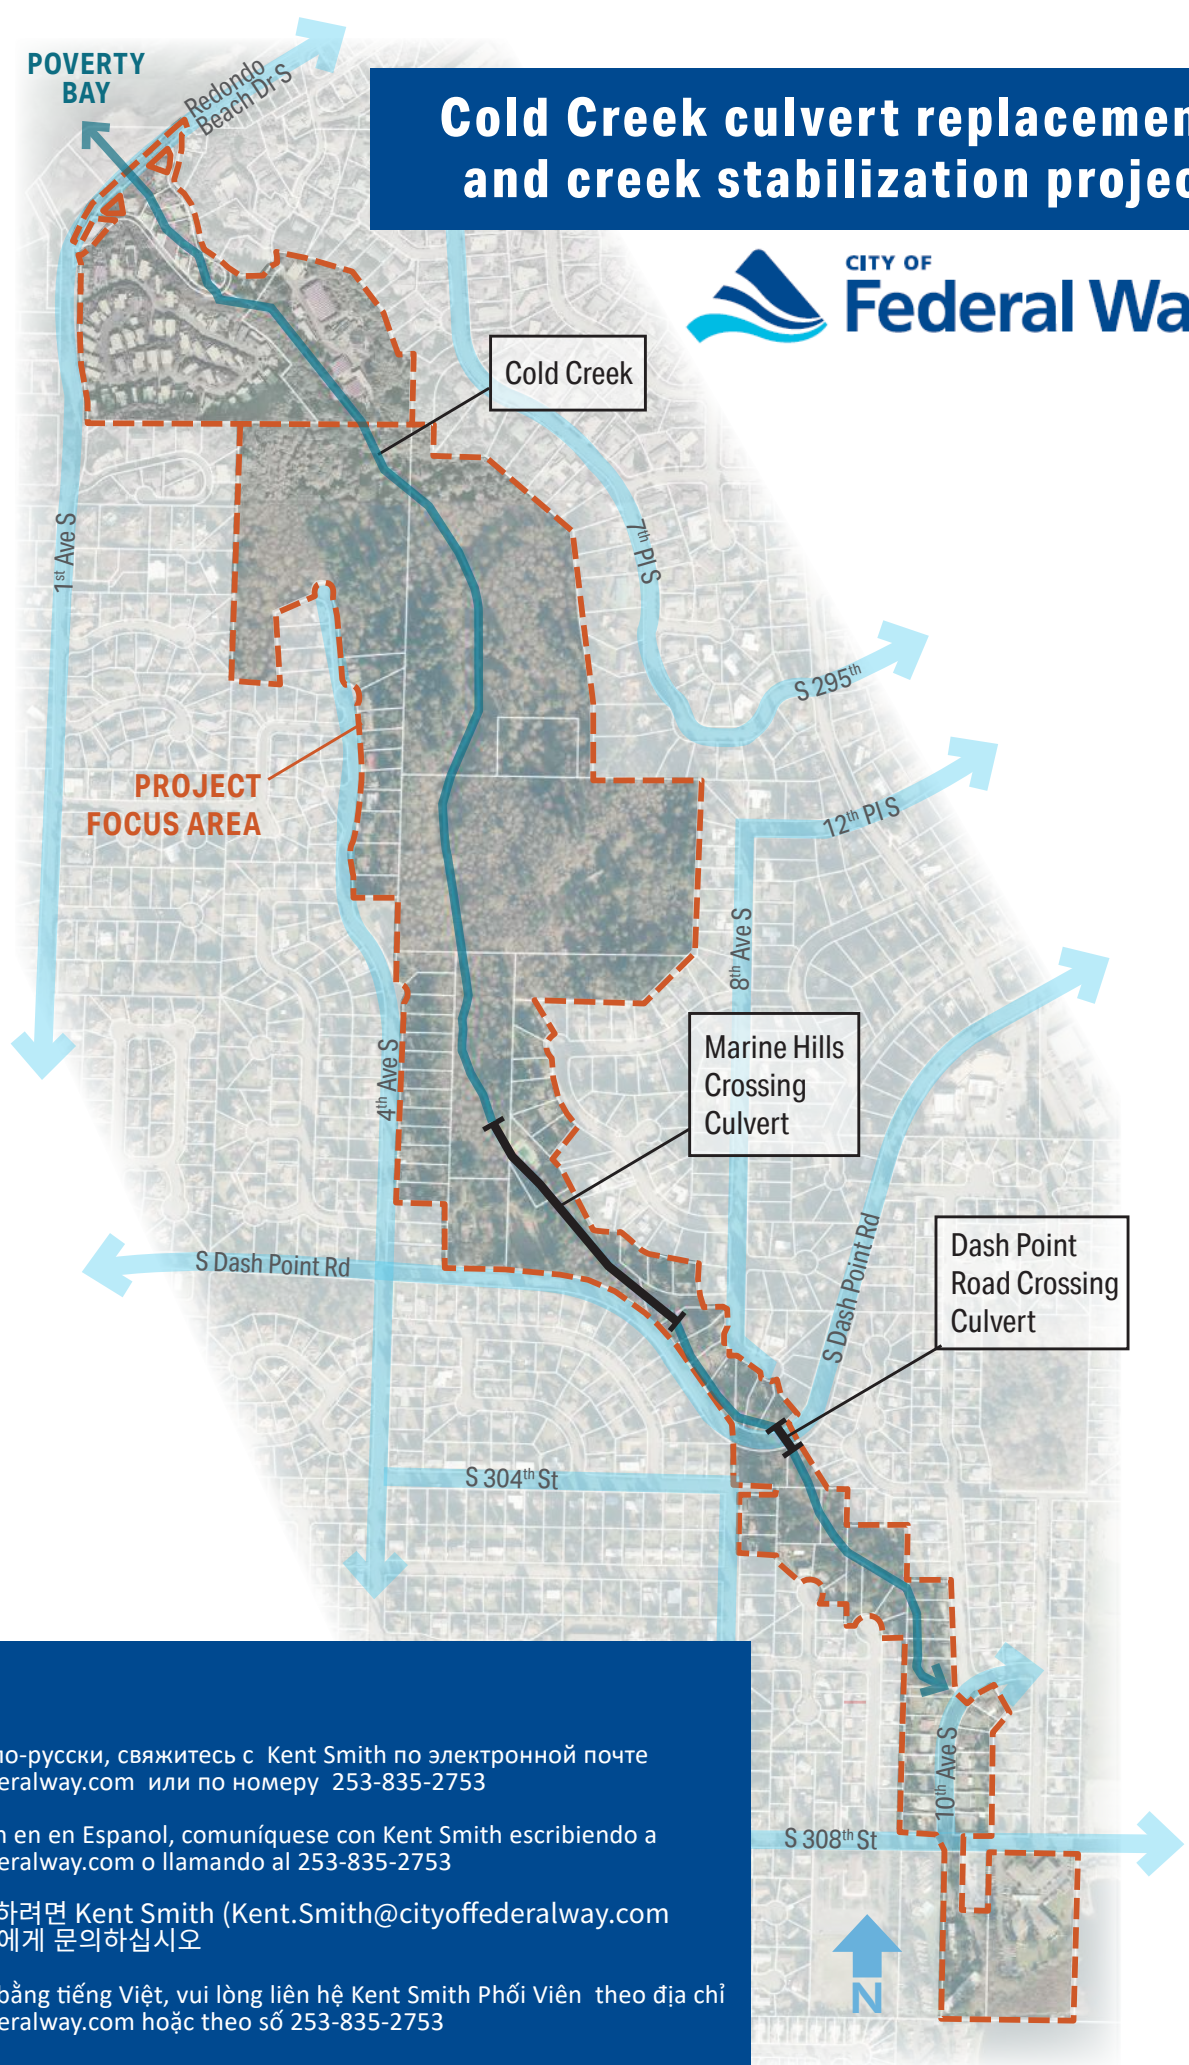 POVERTY
BAY
Redondo
Beach Dr S
Cold Creek culvert replacemen
and creek stabilization projec
CITY OF
Federal Wa
Cold Creek
1st Ave S
7th Pl S
S 295th
PROJECT
FOCUS AREA
12th Pl S
8th Ave S
Marine Hills
Crossing
Culvert
4th Ave S
S Dash Point Rd
S Dash Point Rd
Dash Point
Road Crossing
Culvert
S 304th St
10th Ave S
S 308th St
N
по-русски, свяжитесь с Kent Smith по электронной почте
eralway.com или по номеру 253-835-2753
n en en Espanol, comuníquese con Kent Smith escribiendo a
eralway.com o llamando al 253-835-2753
하려면 Kent Smith (Kent.Smith@cityoffederalway.com
에게 문의하십시오
bằng tiếng Việt, vui lòng liên hệ Kent Smith Phối Viên theo địa chỉ
eralway.com hoặc theo số 253-835-2753